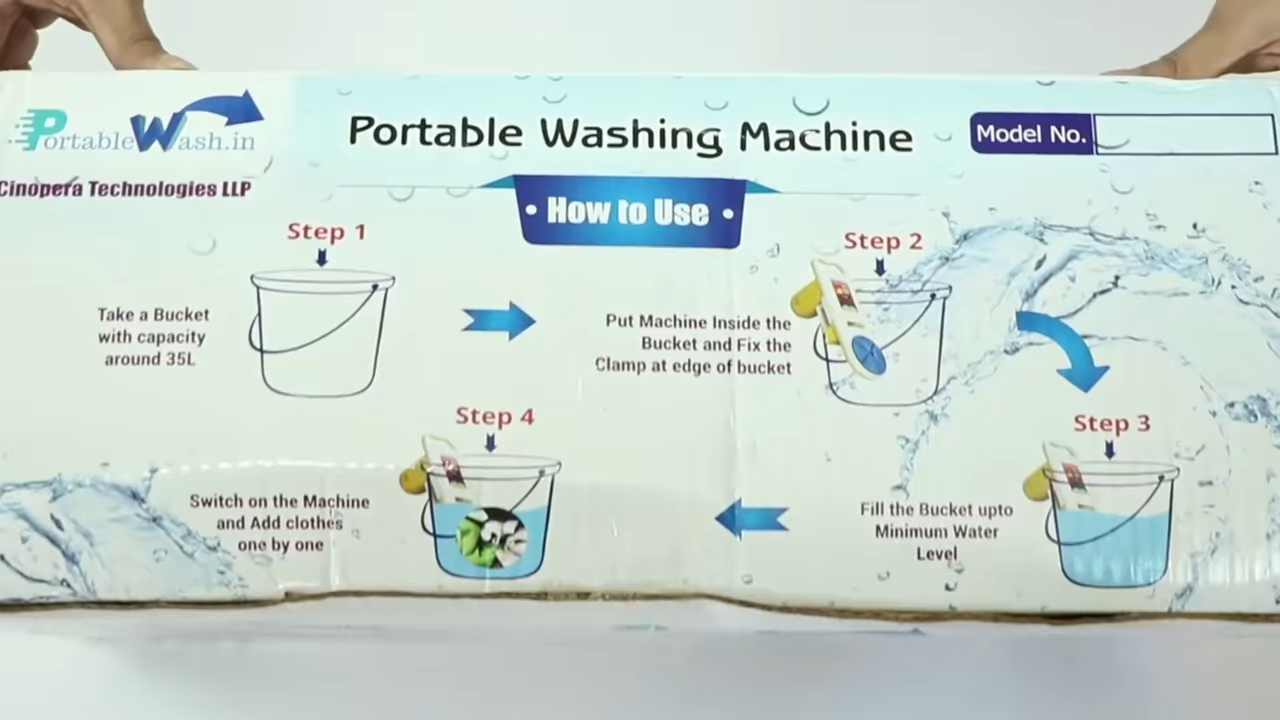 PortableWash.in
Cinopera Technologies LLP
Portable Washing Machine
Model No.
How to Use
Step 1
Take a Bucket
with capacity
around 35L
Step 2
Put Machine Inside the
Bucket and Fix the
Clamp at edge of bucket
Step 3
Fill the Bucket upto
Minimum Water
Level
Step 4
Switch on the Machine
and Add clothes
one by one